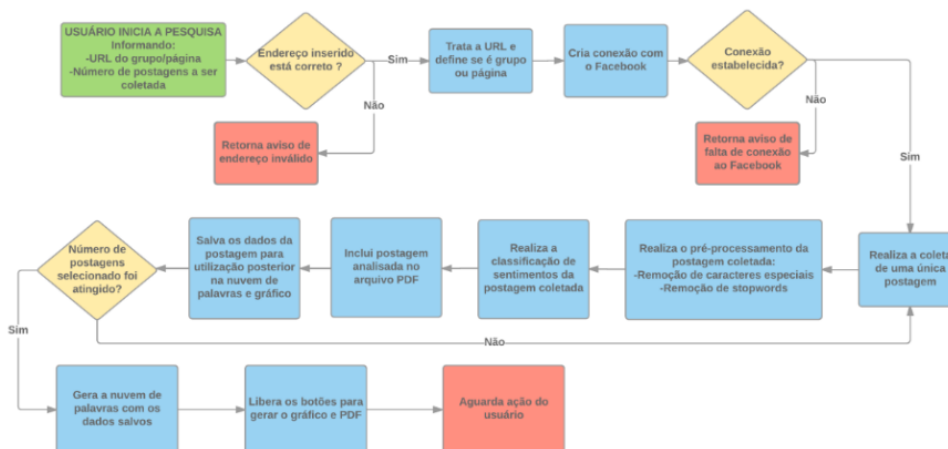 USUÁRIO INICIA A PESQUISA
Informando:
-URL do grupo/página
-Número de postagens a ser
coletada
Endereço inserido
está correto ?
Sim
Não
Retorna aviso de
endereço inválido
Trata a URL e
define se é grupo
ou página
Cria conexão com
o Facebook
Conexão
estabelecida?
Não
Retorna aviso de
falta de conexão
ao Facebook
Sim
Realiza a coleta
de uma única
postagem
Realiza o pré-processamento da
postagem coletada:
-Remoção de caracteres especiais
-Remoção de stopwords
Realiza a
classificação de
sentimentos da
postagem coletada
Inclui postagem
analisada no
arquivo PDF
Salva os dados da
postagem para
utilização posterior
na nuvem de
palavras e gráfico
Número de
postagens
selecionado foi
atingido?
Não
Sim
Gera a nuvem de
palavras com os
dados salvos
Libera os botões para
gerar o gráfico e PDF
Aguarda ação do
usuário